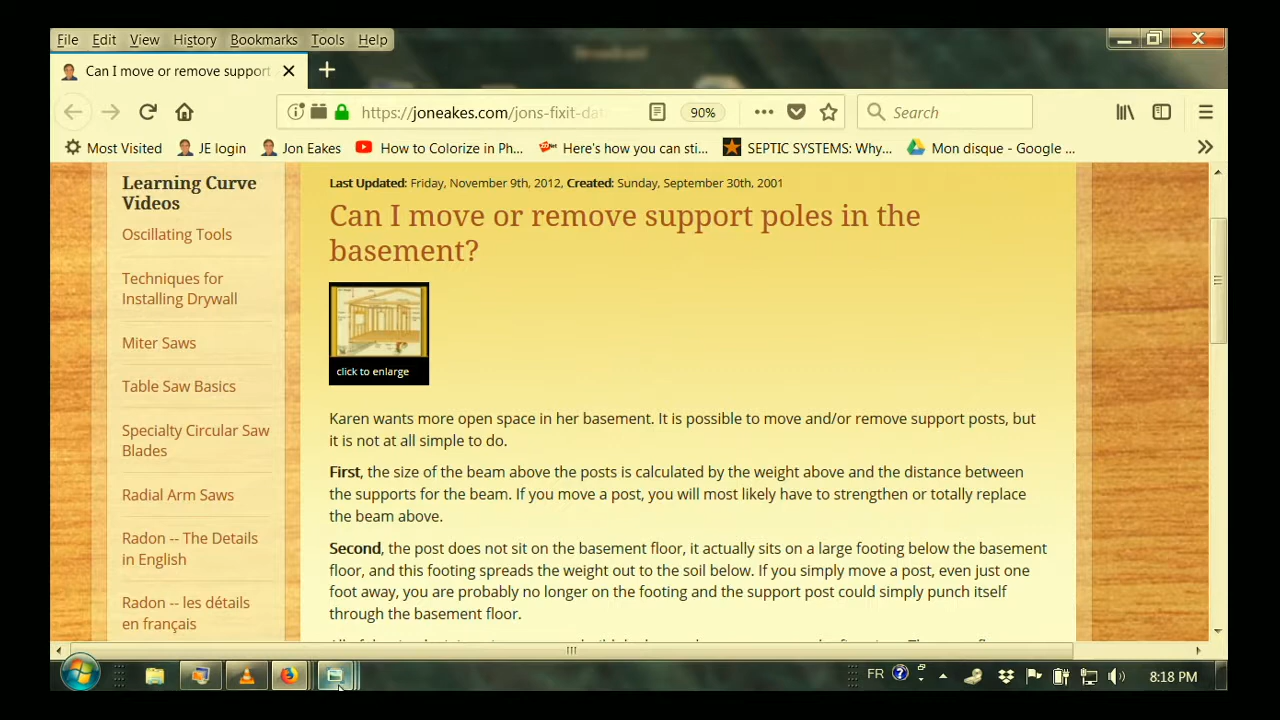 File Edit View History Bookmarks Tools Help
Can I move or remove support
https://joneakes.com/jons-fixit-dat
90%
Search
Most Visited JE login Jon Eakes How to Colorize in Ph... Here's how you can sti... SEPTIC SYSTEMS: Why... Mon disque - Google ...
Learning Curve
Videos
Oscillating Tools
Techniques for
Installing Drywall
Miter Saws
Table Saw Basics
Specialty Circular Saw
Blades
Radial Arm Saws
Radon -- The Details
in English
Radon -- les détails
en français
Last Updated: Friday, November 9th, 2012, Created: Sunday, September 30th, 2001
Can I move or remove support poles in the
basement?
click to enlarge
Karen wants more open space in her basement. It is possible to move and/or remove support posts, but
it is not at all simple to do.
First, the size of the beam above the posts is calculated by the weight above and the distance between
the supports for the beam. If you move a post, you will most likely have to strengthen or totally replace
the beam above.
Second, the post does not sit on the basement floor, it actually sits on a large footing below the basement
floor, and this footing spreads the weight out to the soil below. If you simply move a post, even just one
foot away, you are probably no longer on the footing and the support post could simply punch itself
through the basement floor.
FR
8:18 PM